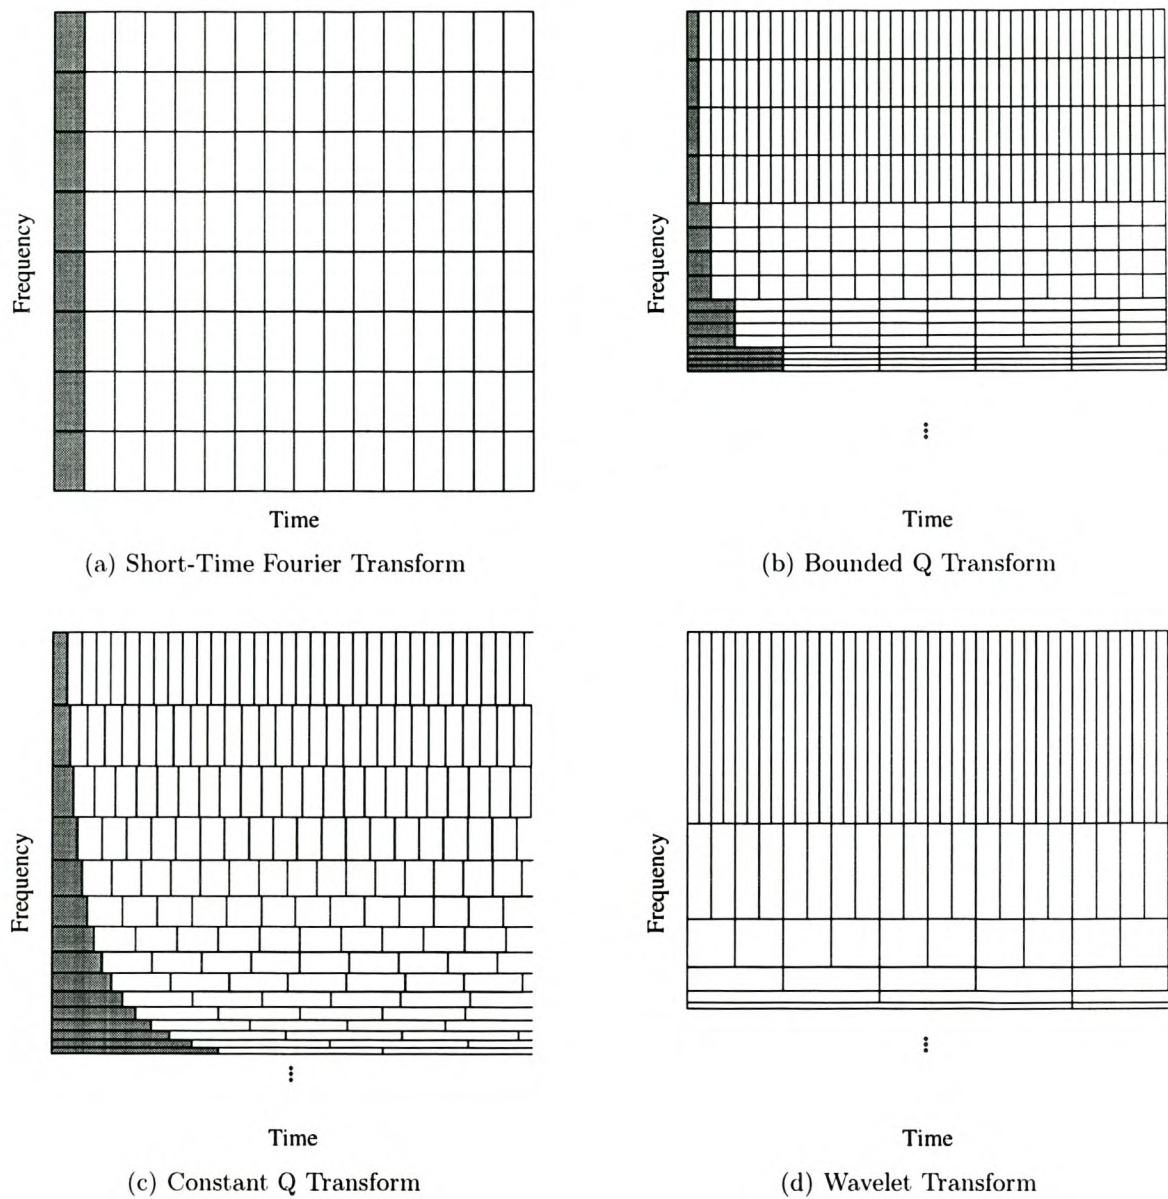 Frequency
Time
(a) Short-Time Fourier Transform
Frequency
Time
(b) Bounded Q Transform
Frequency
Time
(c) Constant Q Transform
Frequency
Time
(d) Wavelet Transform